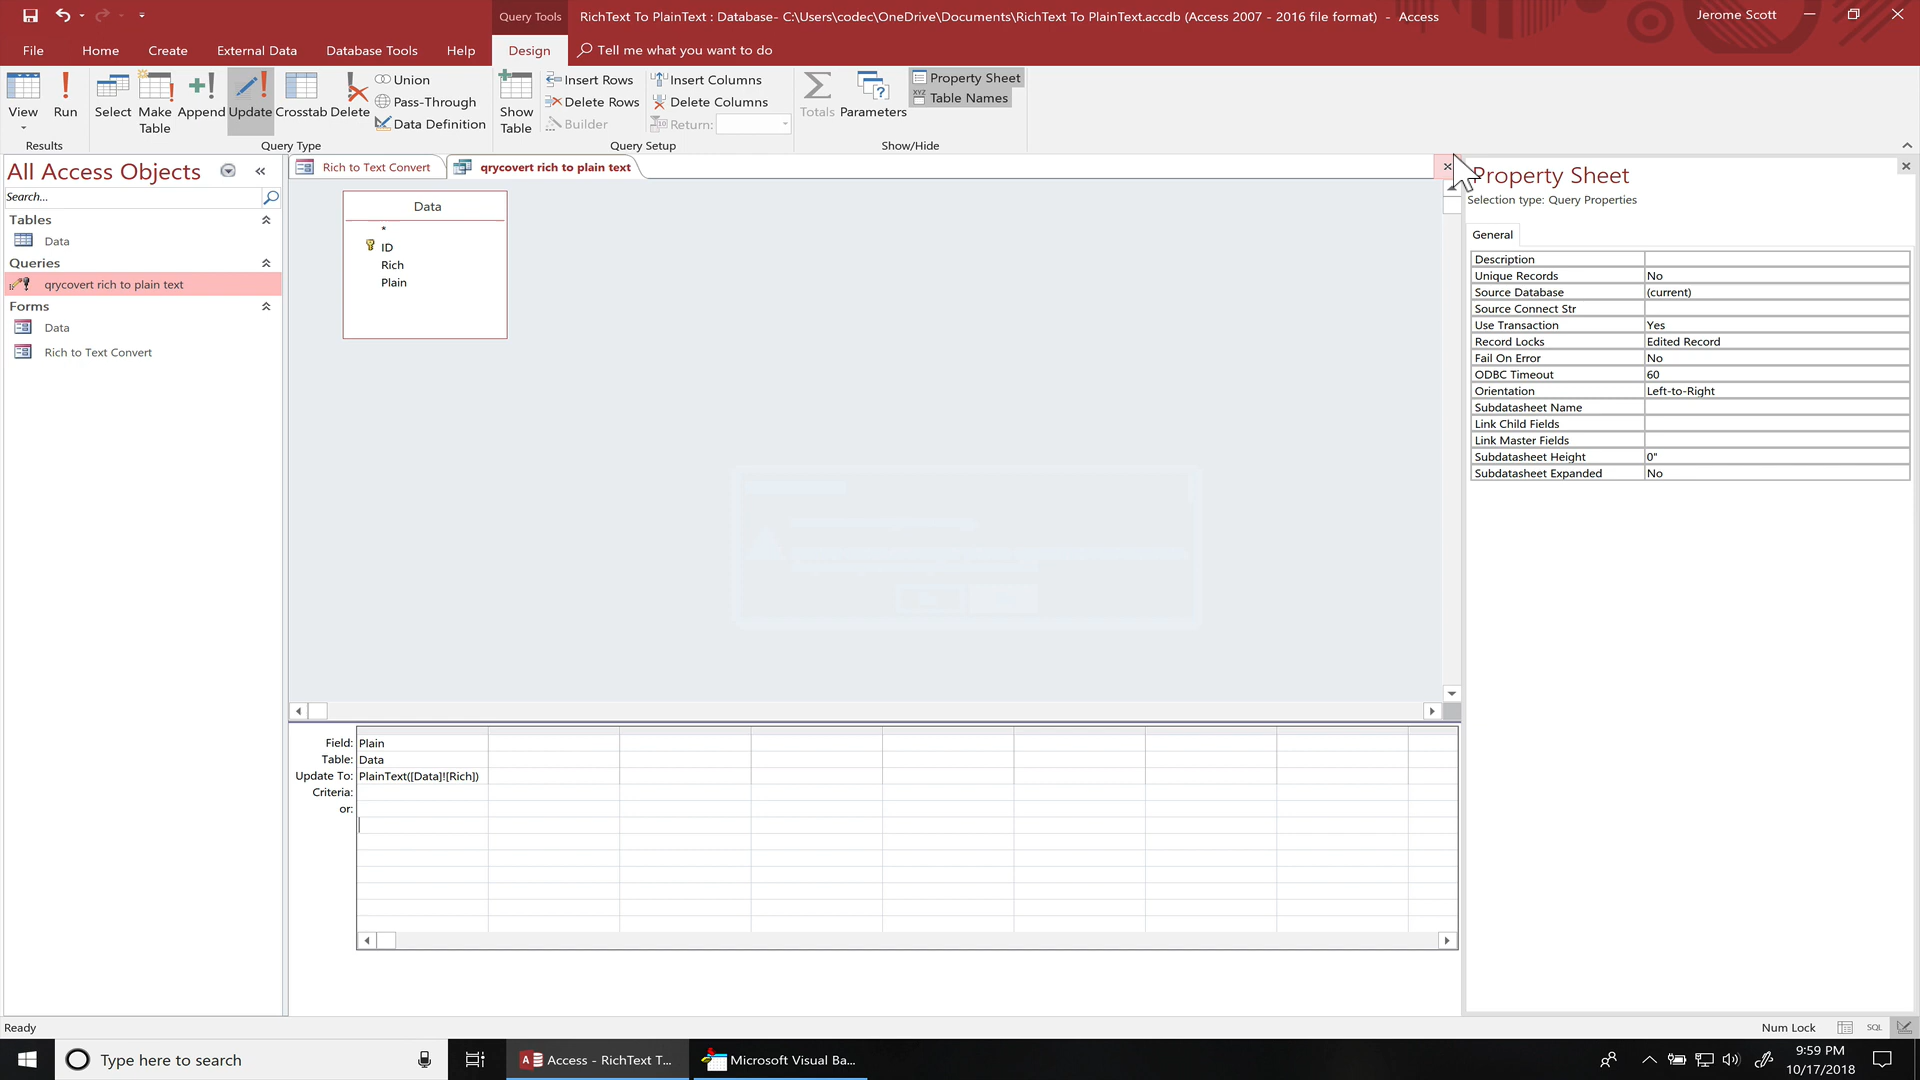 Query Tools
RichText To PlainText : Database- C:\Users\codec\OneDrive\Documents\RichText To PlainText.accdb (Access 2007 - 2016 file format) - Access
Jerome Scott
File
Home
Create
External Data
Database Tools
Help
Design
Tell me what you want to do
View
Run
Select
Make Table
Append
Update
Crosstab
Delete
Union
Pass-Through
Data Definition
Show Table
Insert Rows
Delete Rows
Builder
Insert Columns
Delete Columns
Return:
Totals
Parameters
Property Sheet
XYZ Table Names
Results
Query Type
Query Setup
Show/Hide
All Access Objects
Search...
Tables
Data
Queries
qrycovert rich to plain text
Forms
Data
Rich to Text Convert
Rich to Text Convert
qrycovert rich to plain text
Data
*
ID
Rich
Plain
Field: Plain
Table: Data
Update To: PlainText([Data]![Rich])
Criteria:
or:
Property Sheet
Selection type: Query Properties
General
Description
Unique Records No
Source Database (current)
Source Connect Str
Use Transaction Yes
Record Locks Edited Record
Fail On Error No
ODBC Timeout 60
Orientation Left-to-Right
Subdatasheet Name
Link Child Fields
Link Master Fields
Subdatasheet Height 0"
Subdatasheet Expanded No
Ready
Num Lock
SQL
Type here to search
Access - RichText T...
Microsoft Visual Ba...
9:59 PM
10/17/2018